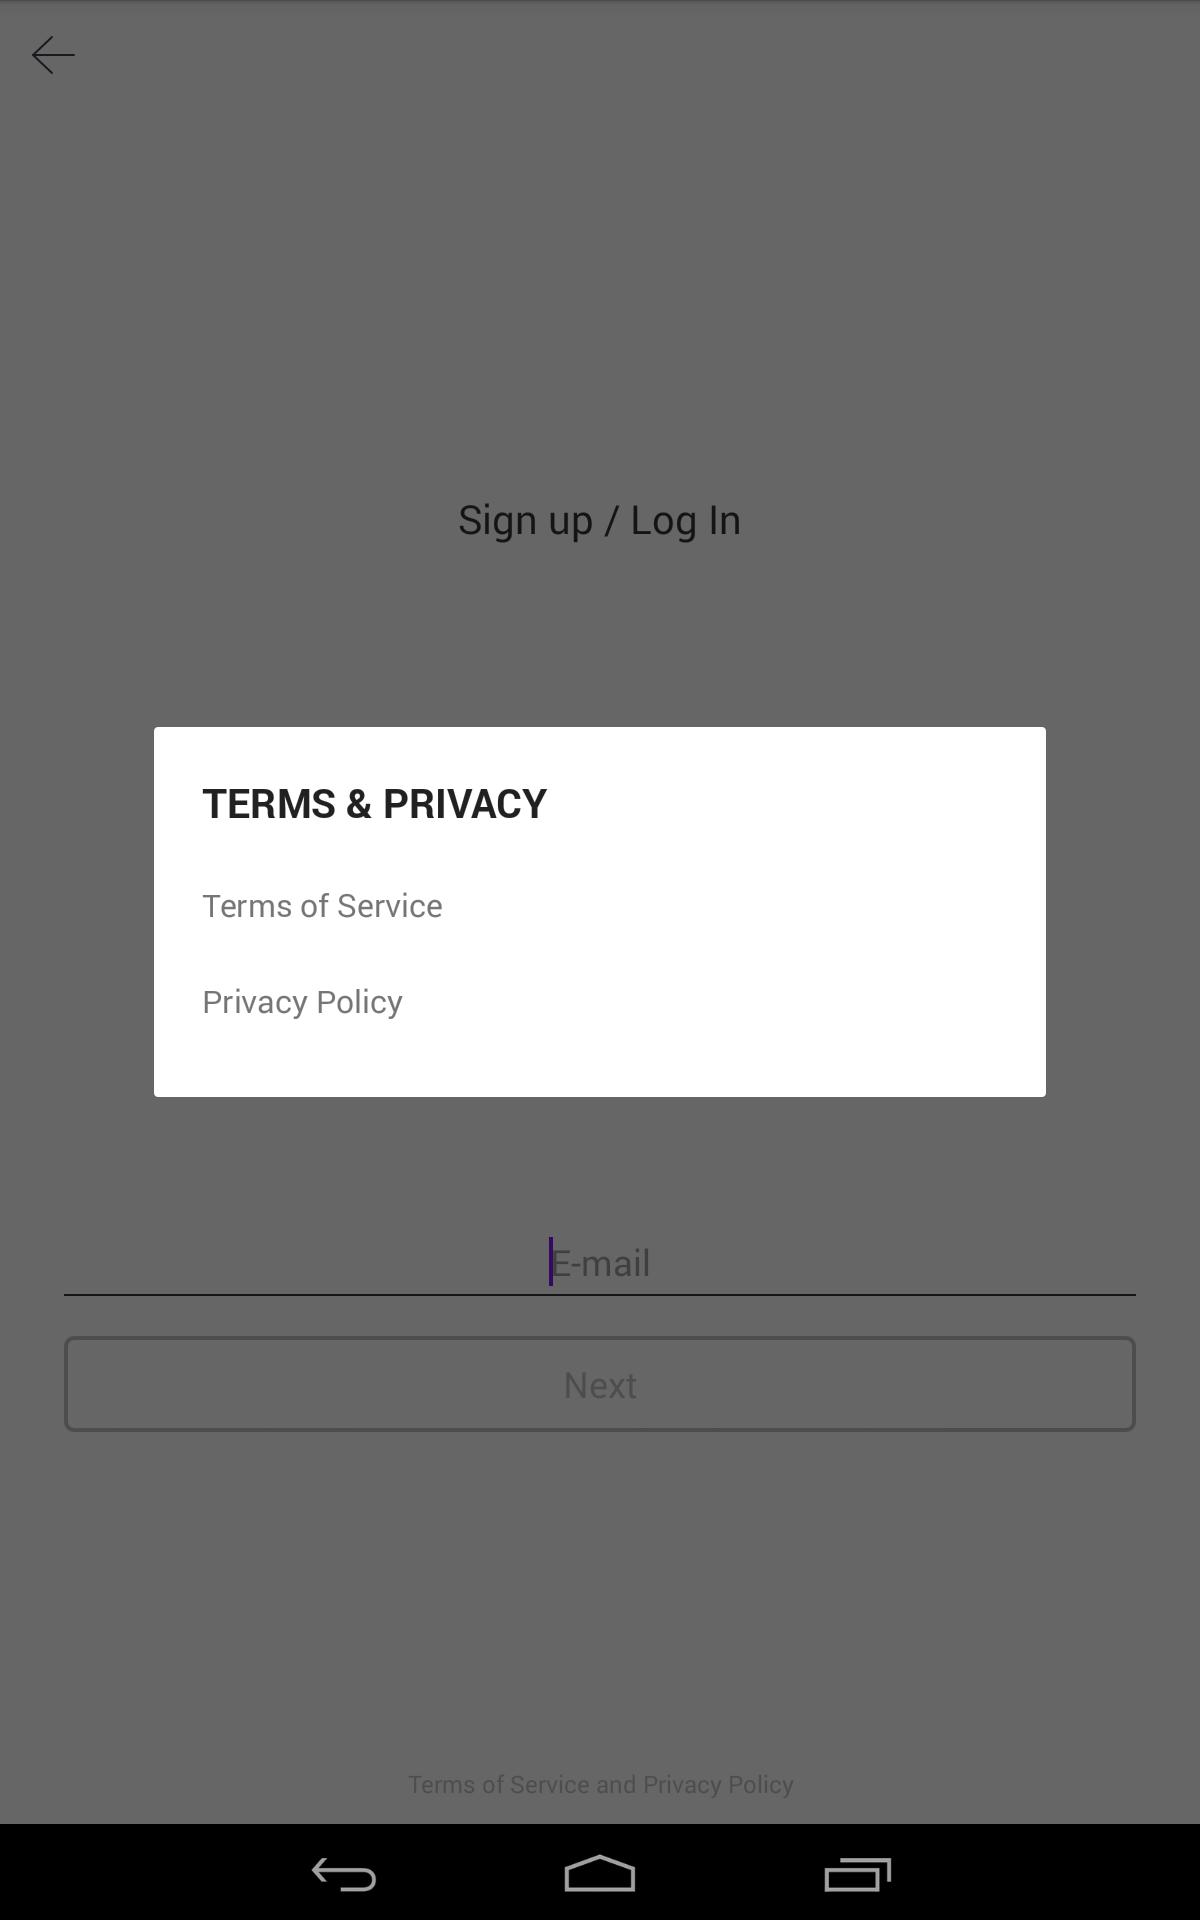 Sign up / Log In
TERMS & PRIVACY
Terms of Service
Privacy Policy
E-mail
Next
Terms of Service and Privacy Policy